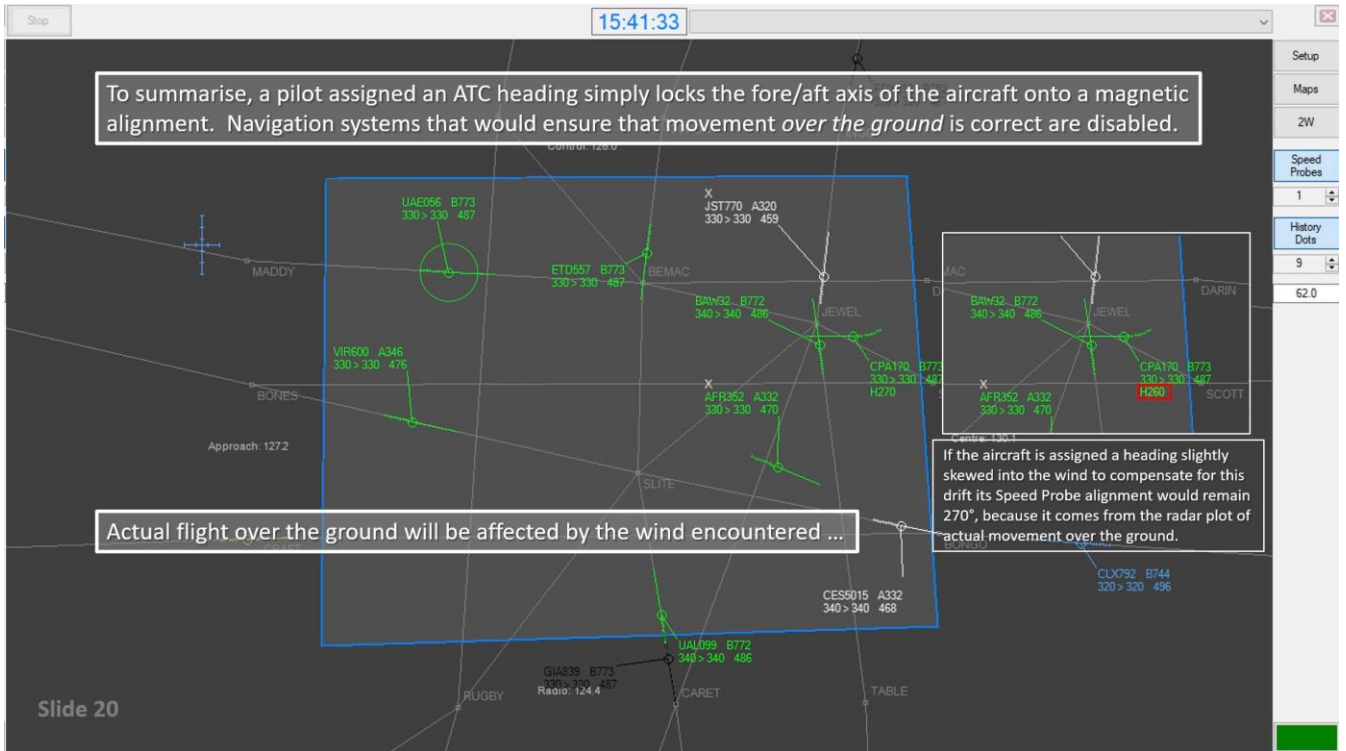 Stop
15:41:33
Setup
Maps
2W
Speed
Probes
1
History
Dots
9
62.0
To summarise, a pilot assigned an ATC heading simply locks the fore/aft axis of the aircraft onto a magnetic
alignment. Navigation systems that would ensure that movement over the ground is correct are disabled.
Control: 126.0
UAE056 B773
330>330 487
X
JST770 A320
330>330 459
MADDY
ETD557 B773
330>330 487
BEMAC
BAW32 B772
340>340 486
JEWEL
VIR600 A346
330>330 476
CPA170 B773
330>330 487
H270
BONES
X
AFR352 A332
330>330 470
Approach: 127.2
SLITE
MAC
DARIN
BAW32 B772
340>340 486
JEWEL
CPA170 B773
330>330 487
H260
X
AFR352 A332
330>330 470
SCOTT
Centre: 130.1
If the aircraft is assigned a heading slightly
skewed into the wind to compensate for this
drift its Speed Probe alignment would remain
270°, because it comes from the radar plot of
actual movement over the ground.
Actual flight over the ground will be affected by the wind encountered ...
CRAFT
BONGO
CLX792 B744
320>320 496
CES5015 A332
340>340 468
UAL099 B772
340>340 486
GIA839 B773
330>330 487
Radio: 124.4
RUGBY
CARET
TABLE
Slide 20